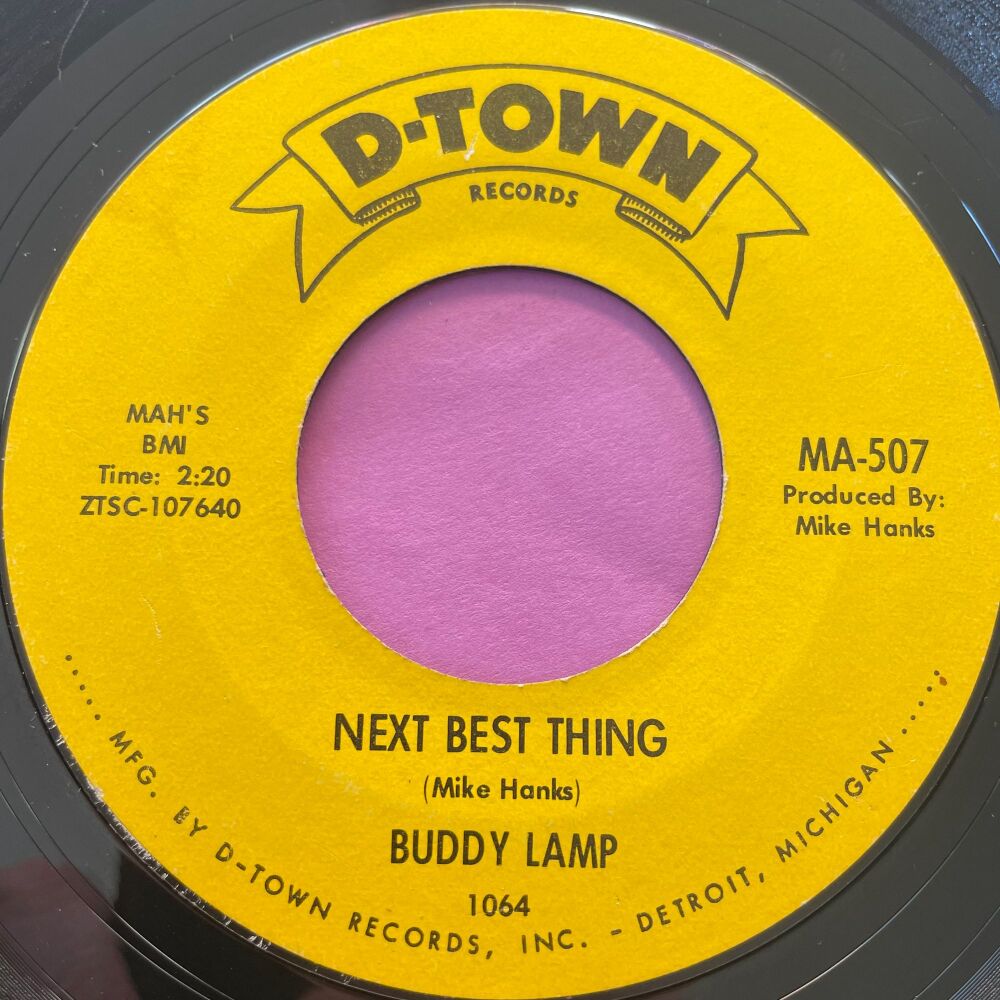 D-TOWN
RECORDS
MAH'S
BMI
Time: 2:20
ZTSC-107640
MA-507
Produced By:
Mike Hanks
NEXT BEST THING
(Mike Hanks)
BUDDY LAMP
1064
..... MFG. BY D-TOWN RECORDS, INC. - DETROIT, MICHIGAN .....